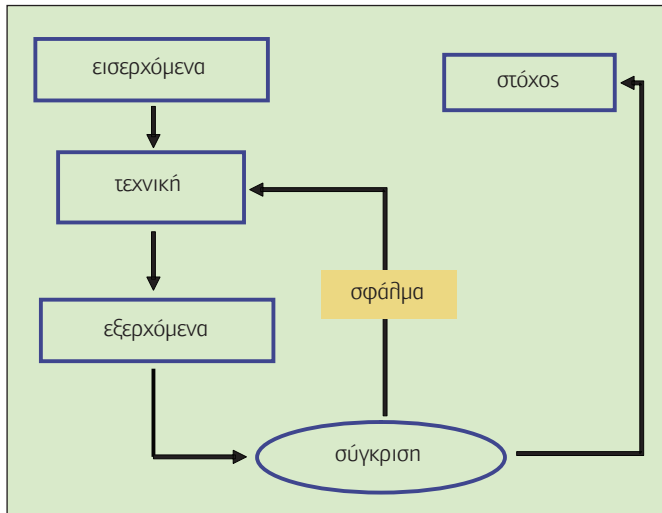 εισερχόμενα
στόχος
τεχνική
σφάλμα
εξερχόμενα
σύγκριση